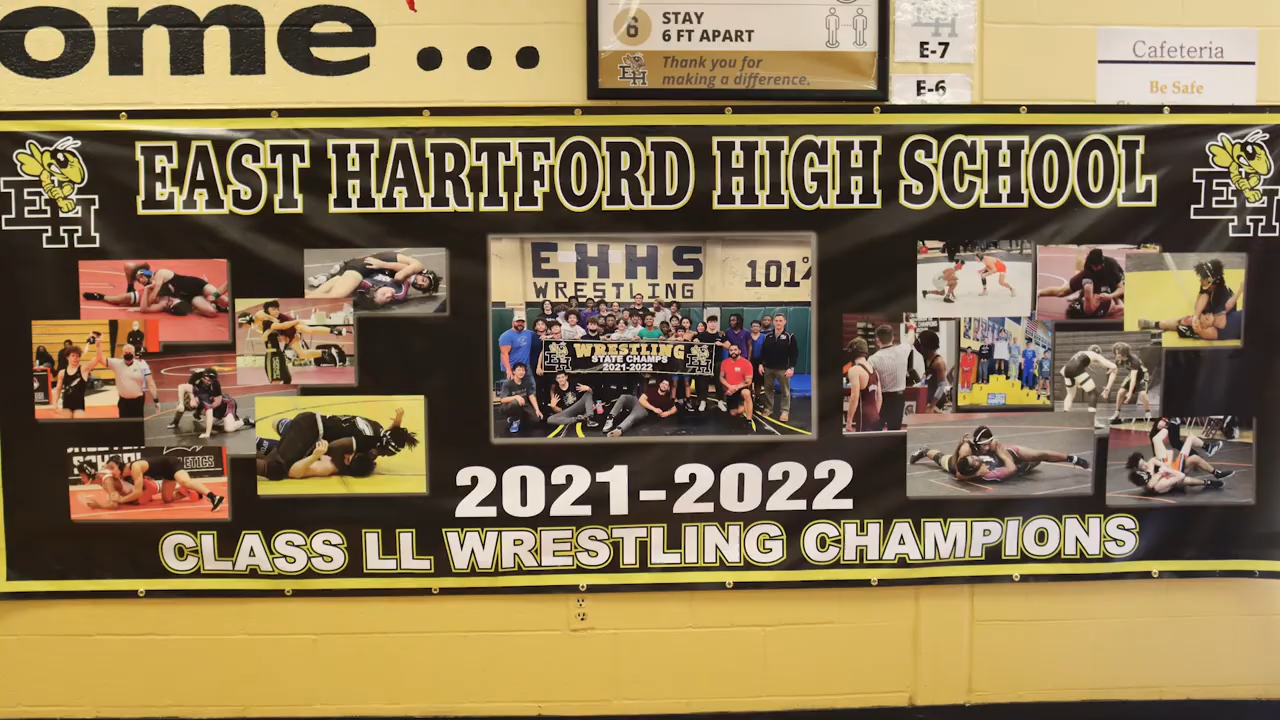 ome...
6 STAY
6 FT APART
EH
Thank you for
making a difference.
E-7
E-6
Cafeteria
Be Safe
EH
EAST HARTFORD HIGH SCHOOL
EH
EHHS
WRESTLING
101°
WRESTLING
STATE CHAMPS
2021-2022
SCHOOL
2021-2022
CLASS LL WRESTLING CHAMPIONS